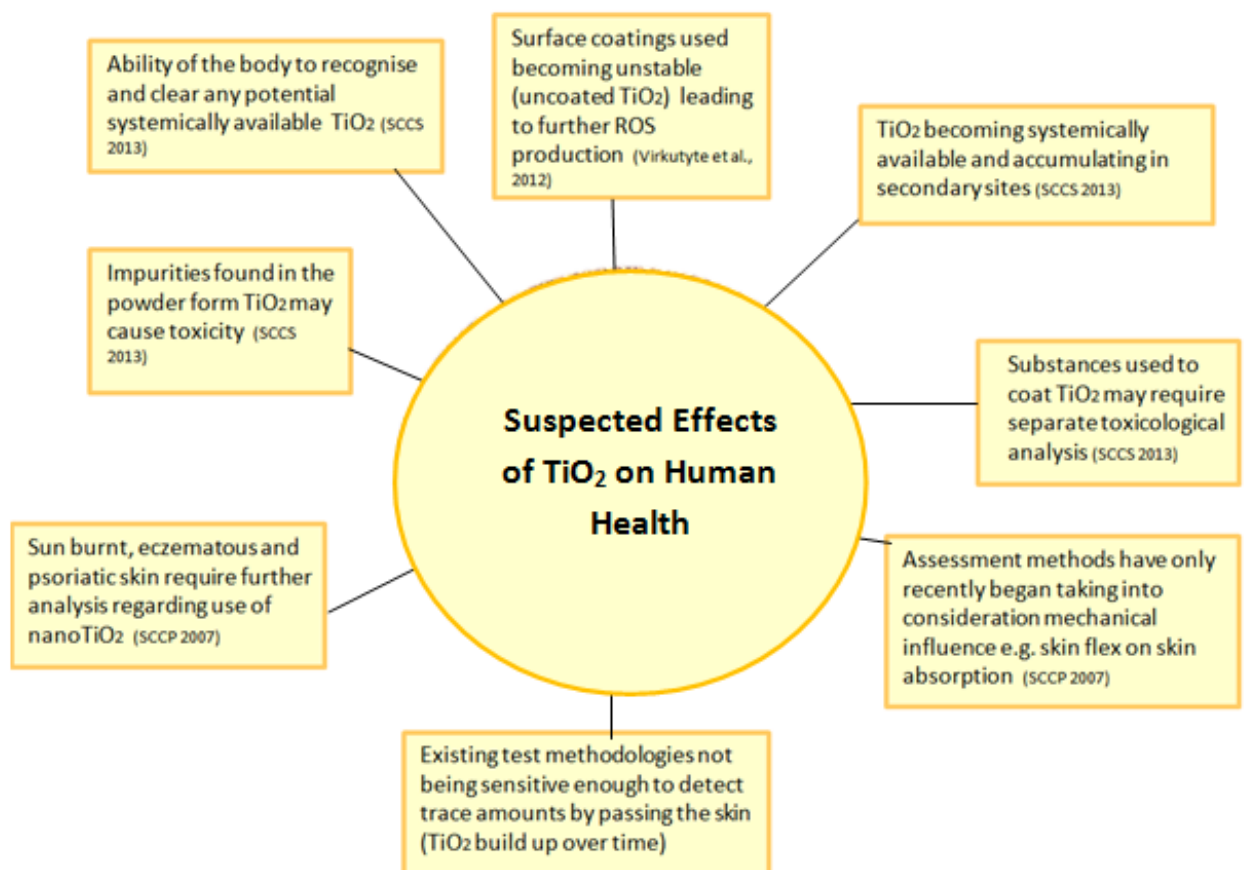 Ability of the body to recognise
and clear any potential
systemically available TiO2 (SCCS
2013)
Surface coatings used
becoming unstable
(uncoated TiO2) leading
to further ROS
production (Virkutyte et al.,
2012)
TiO2 becoming systemically
available and accumulating in
secondary sites (SCCS 2013)
Impurities found in the
powder form TiO2 may
cause toxicity (SCCS
2013)
Substances used to
coat TiO2 may require
separate toxicological
analysis (SCCS 2013)
Suspected Effects
of TiO2 on Human
Health
Sun burnt, eczematous and
psoriatic skin require further
analysis regarding use of
nanoTiO2 (SCCP 2007)
Assessment methods have only
recently began taking into
consideration mechanical
influence e.g. skin flex on skin
absorption (SCCP 2007)
Existing test methodologies not
being sensitive enough to detect
trace amounts by passing the skin
(TiO2 build up over time)